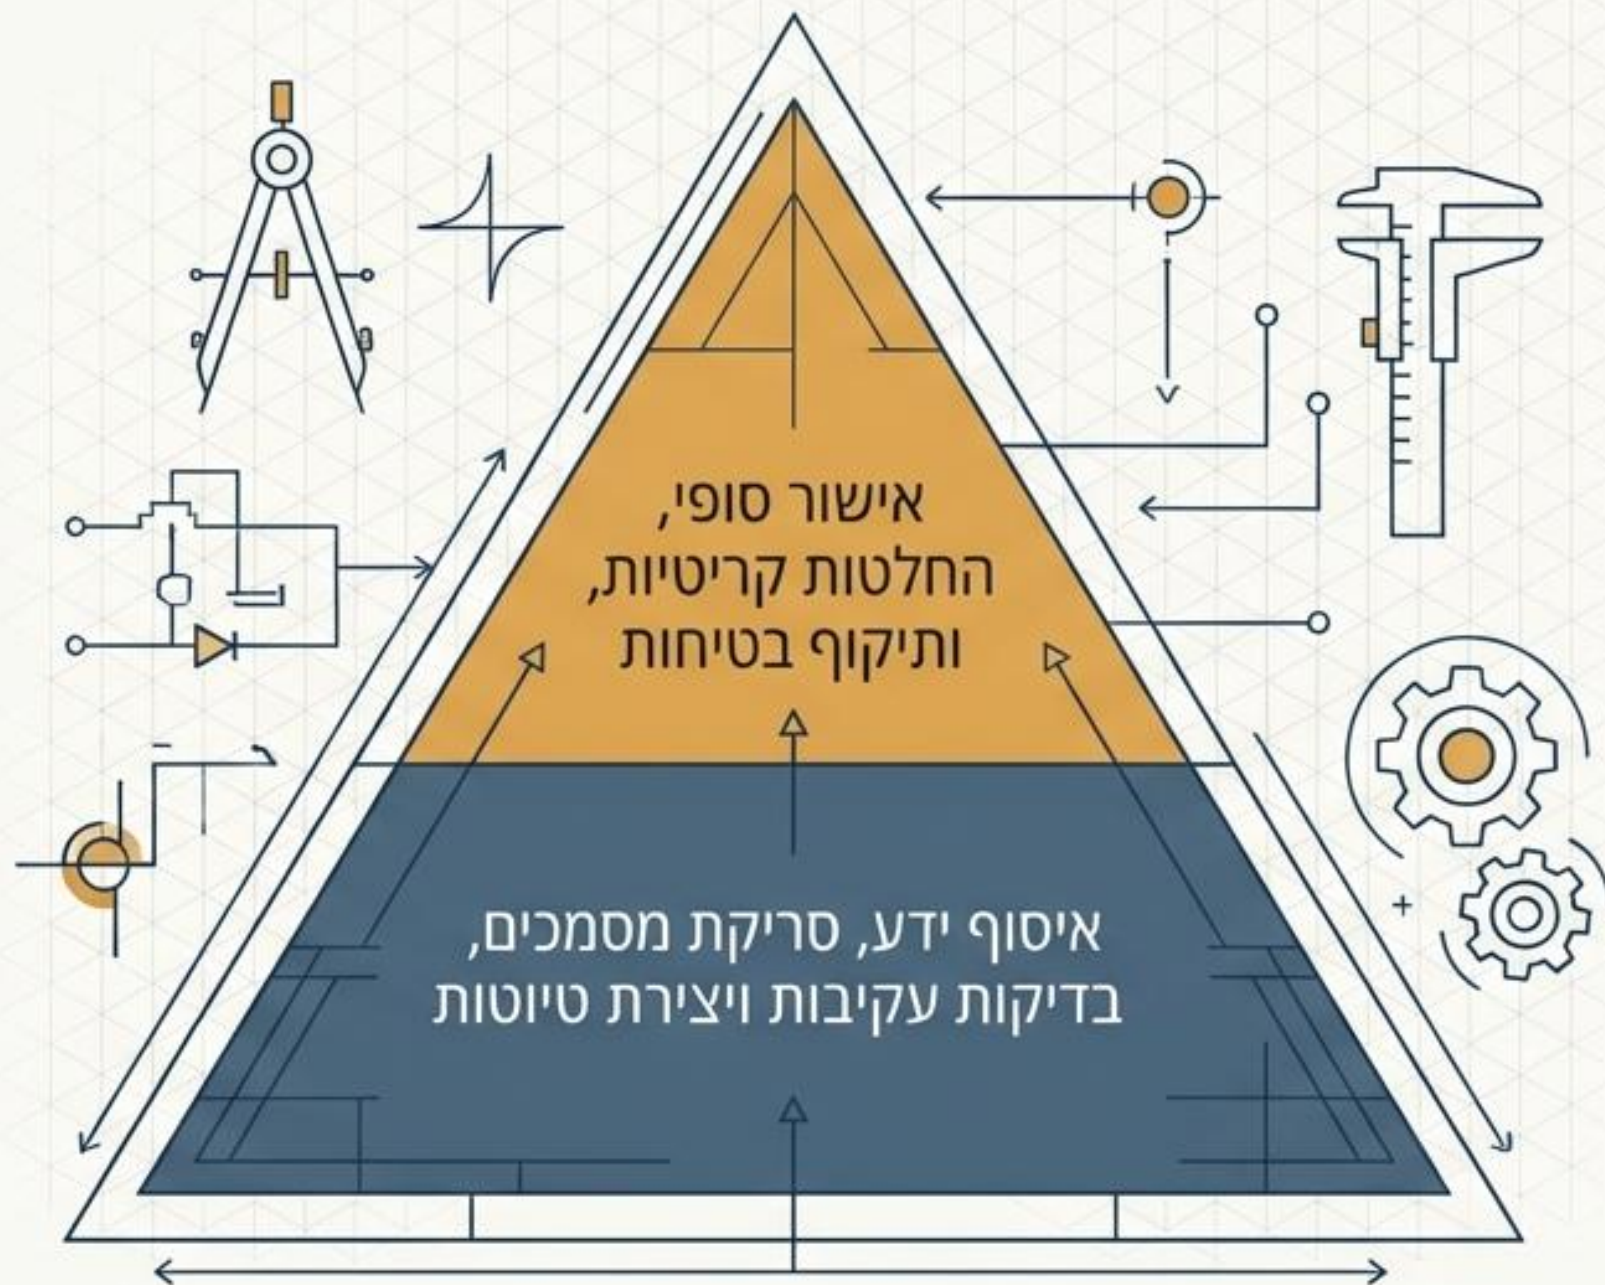 אישור סופי,
החלטות קריטיות,
ותיקוף בטיחות
איסוף ידע, סריקת מסמכים,
בדיקות עקיבות ויצירת טיוטות